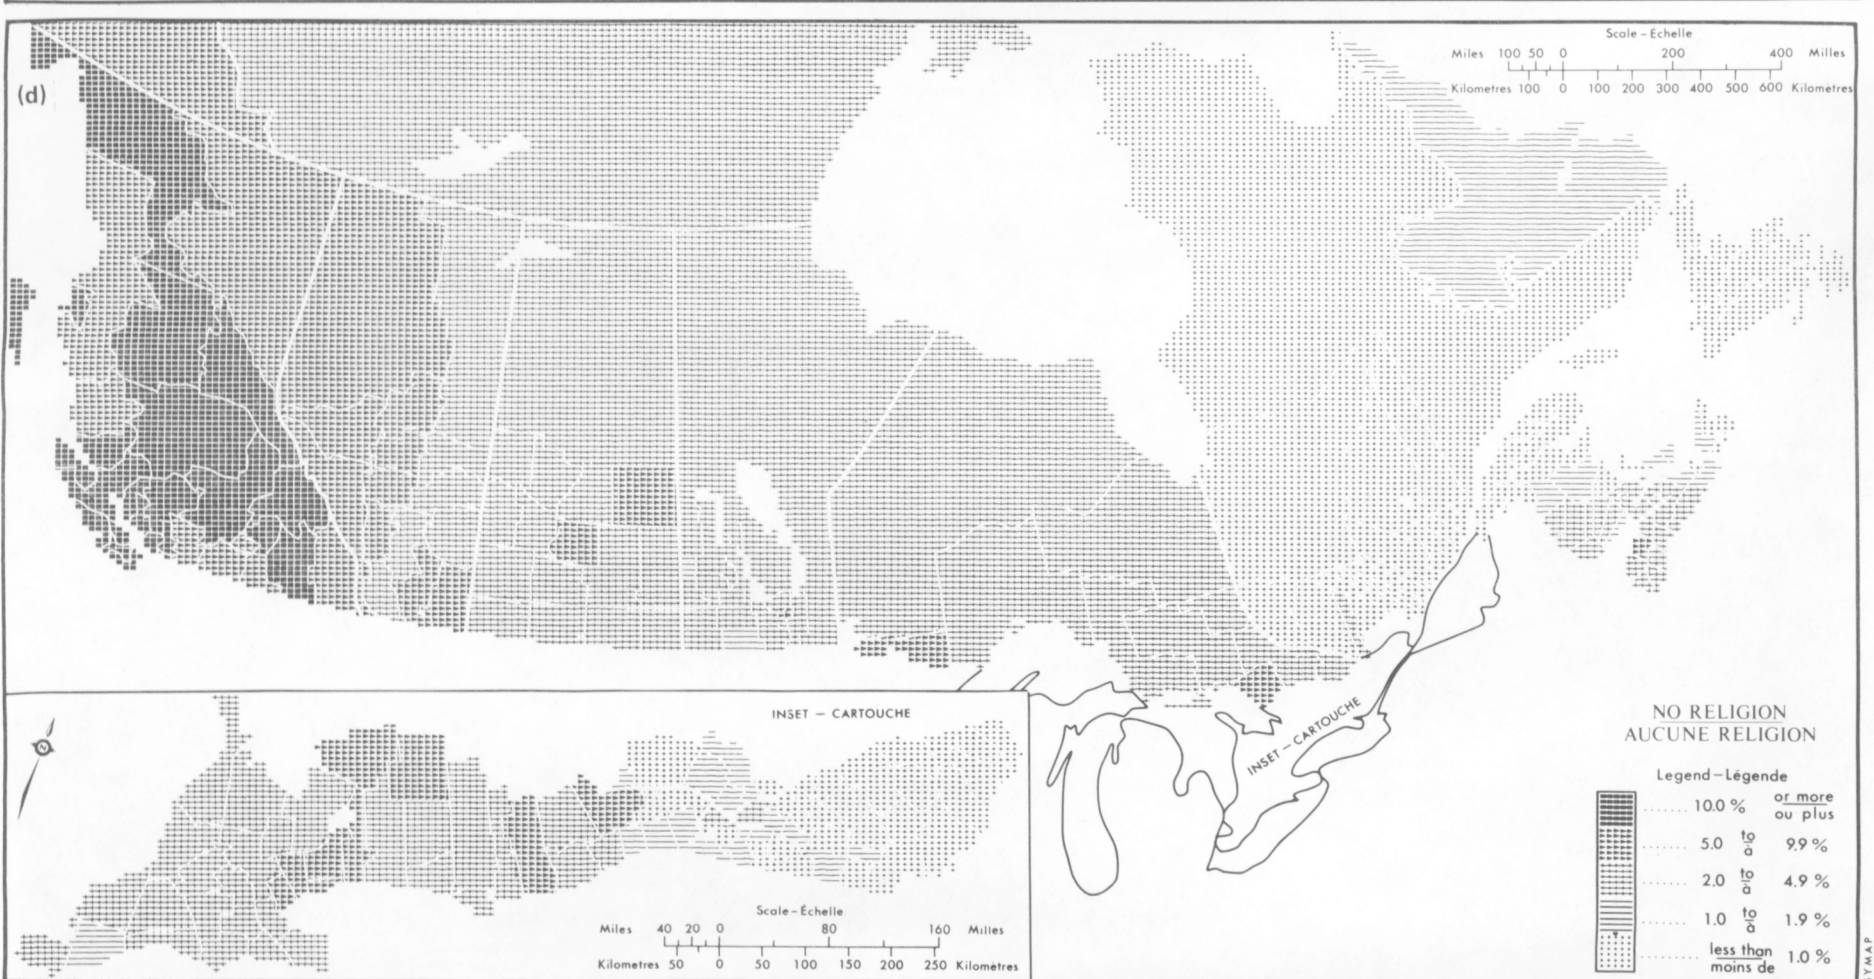 (d)
Scale – Échelle
Miles 100 50 0 200 400 Milles
Kilometres 100 0 100 200 300 400 500 600 Kilomètres
INSET – CARTOUCHE
INSET – CARTOUCHE
N
Scale – Échelle
Miles 40 20 0 80 160 Milles
Kilometres 50 0 50 100 150 200 250 Kilomètres
NO RELIGION
AUCUNE RELIGION
Legend – Légende
10.0 % or more
ou plus
5.0 to
à 9.9 %
2.0 to
à 4.9 %
1.0 to
à 1.9 %
less than
moins de 1.0 %